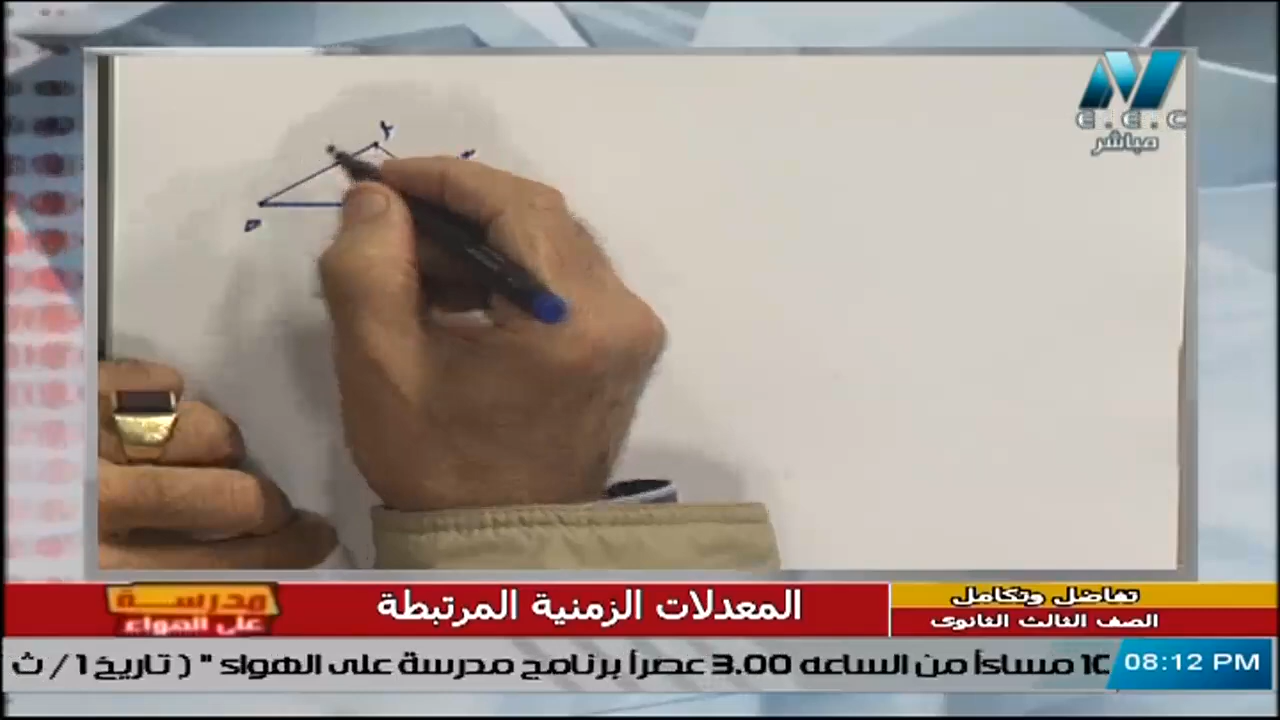 e.e.c
مباشر
تفاضل وتكامل
الصف الثالث الثانوى
المعدلات الزمنية المرتبطة
مدرسة
على الهواء
10 مساءاً من الساعه 3.00 عصراً برنامج مدرسة على الهواء " ( تاريخ 1 / ث
08:12 PM